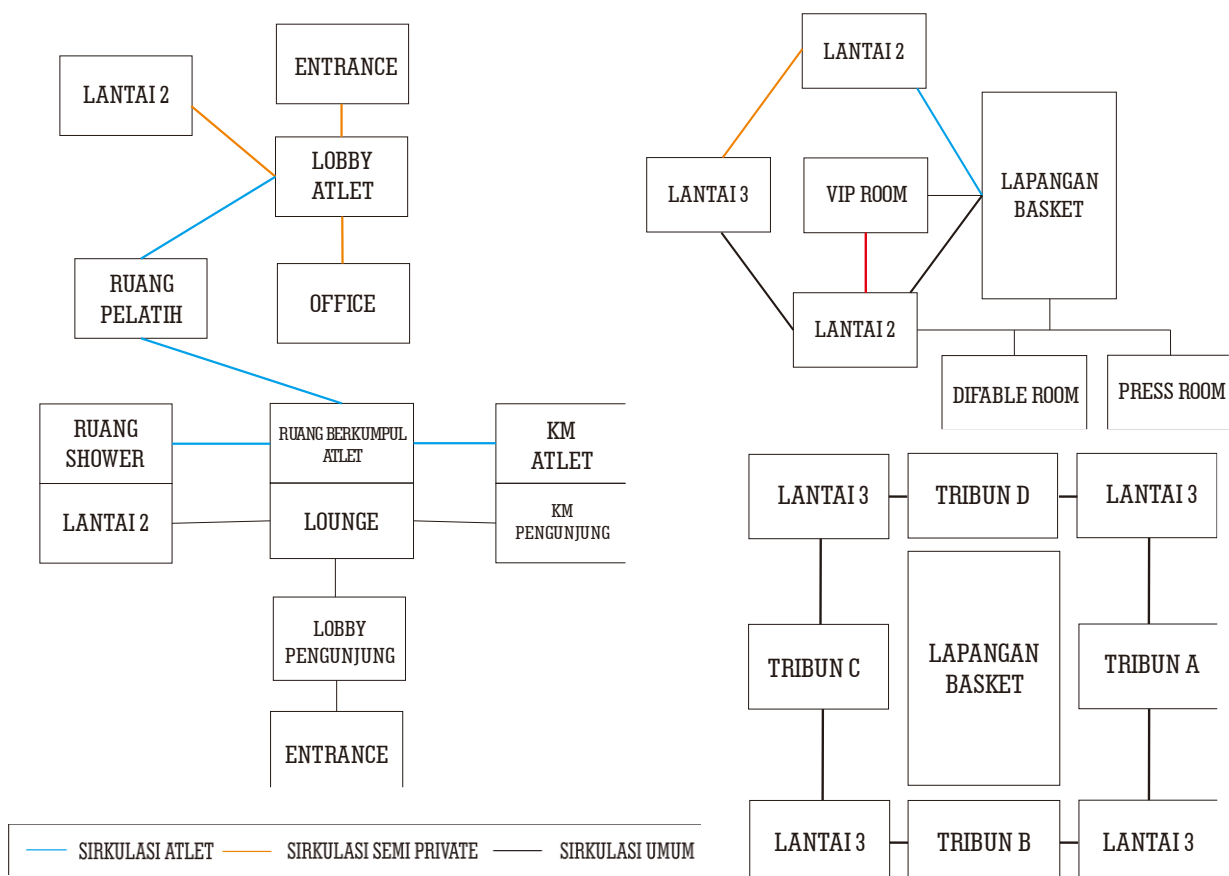 ENTRANCE
LANTAI 2
LOBBY
ATLET
RUANG
PELATIH
OFFICE
RUANG
SHOWER
RUANG BERKUMPUL
ATLET
KM
ATLET
LANTAI 2
LOUNGE
KM
PENGUNJUNG
LOBBY
PENGUNJUNG
ENTRANCE
LANTAI 2
LANTAI 3
VIP ROOM
LAPANGAN
BASKET
LANTAI 2
DIFABLE ROOM
PRESS ROOM
LANTAI 3
TRIBUN D
LANTAI 3
TRIBUN C
LAPANGAN
BASKET
TRIBUN A
LANTAI 3
TRIBUN B
LANTAI 3
SIRKULASI ATLET
SIRKULASI SEMI PRIVATE
SIRKULASI UMUM